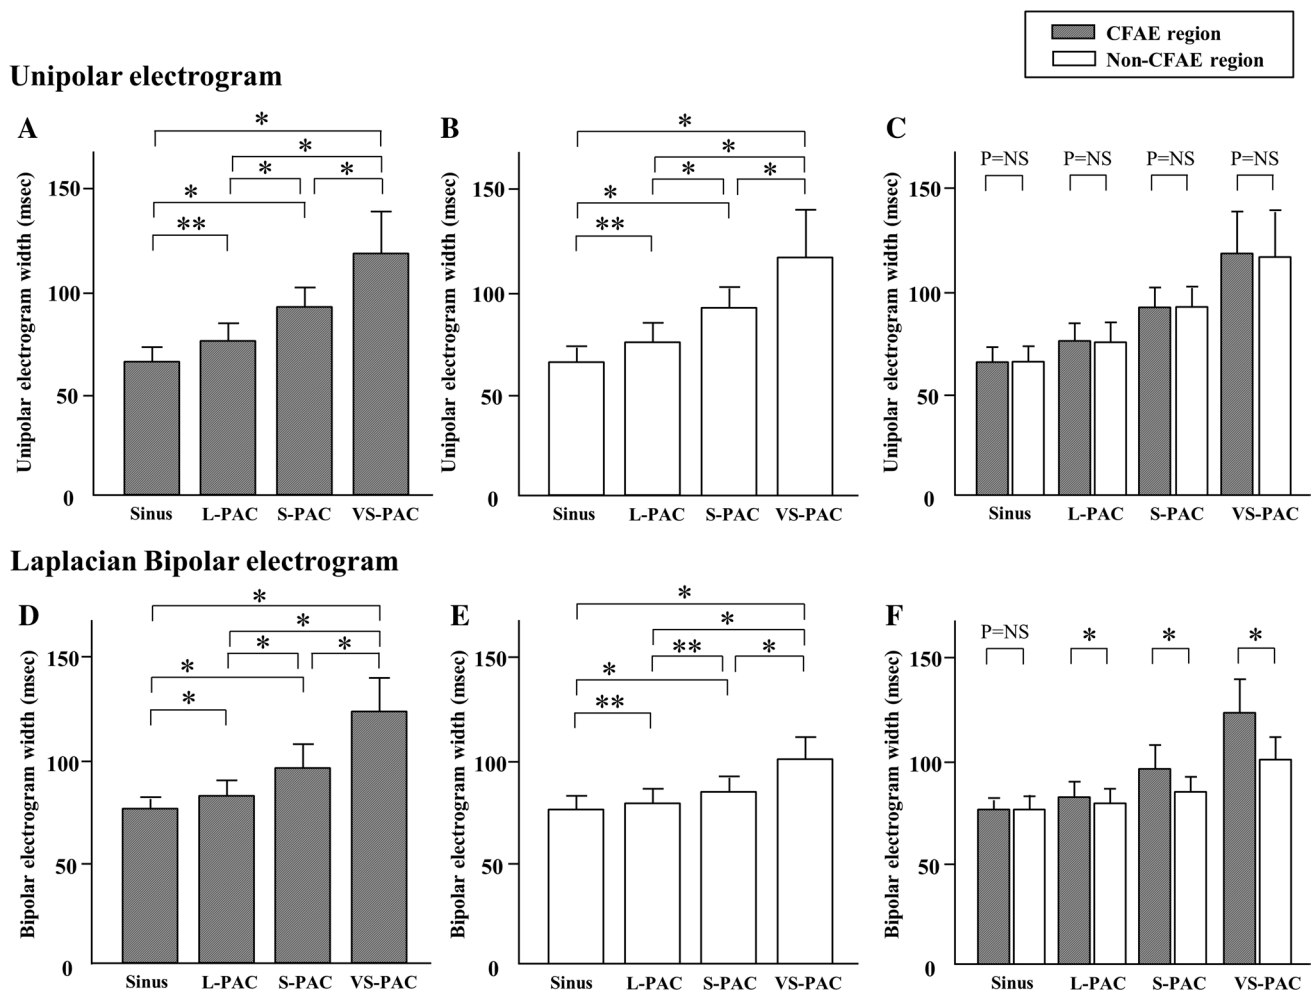 CFAE region
Non-CFAE region
Unipolar electrogram
A
Unipolar electrogram width (msec)
150
100
50
0
*
*
*
*
*
**
Sinus L-PAC S-PAC VS-PAC
B
Unipolar electrogram width (msec)
150
100
50
0
*
*
*
*
*
**
Sinus L-PAC S-PAC VS-PAC
C
Unipolar electrogram width (msec)
150
100
50
0
P=NS P=NS P=NS P=NS
Sinus L-PAC S-PAC VS-PAC
Laplacian Bipolar electrogram
D
Bipolar electrogram width (msec)
150
100
50
0
*
*
*
*
*
*
Sinus L-PAC S-PAC VS-PAC
E
Bipolar electrogram width (msec)
150
100
50
0
*
*
**
*
*
**
Sinus L-PAC S-PAC VS-PAC
F
Bipolar electrogram width (msec)
150
100
50
0
P=NS * * *
Sinus L-PAC S-PAC VS-PAC